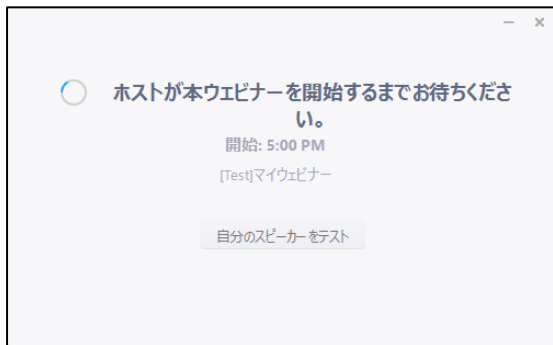 ホストが本ウェビナーを開始するまでお待ちくださ
い。
開始: 5:00 PM
[Test]マイウェビナー
自分のスピーカーをテスト